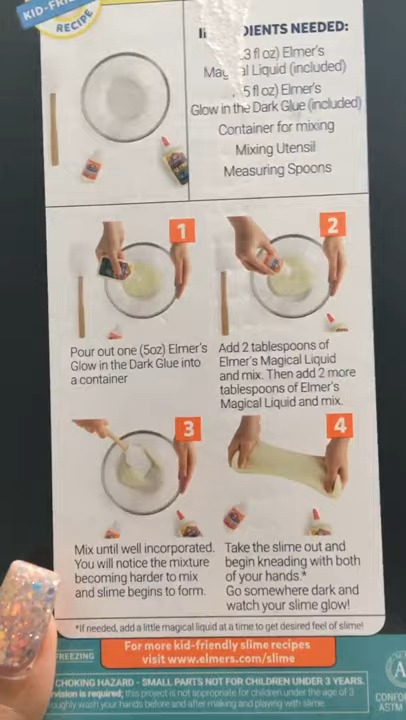 KID-FRIE
RECIPE
DIENTS NEEDED:
.3 fl oz) Elmer's
Magical Liquid (included)
5 fl oz) Elmer's
Glow in the Dark Glue (included)
Container for mixing
Mixing Utensil
Measuring Spoons
1
2
Pour out one (5oz) Elmer's
Glow in the Dark Glue into
a container
Add 2 tablespoons of
Elmer's Magical Liquid
and mix. Then add 2 more
tablespoons of Elmer's
Magical Liquid and mix.
3
4
Mix until well incorporated.
You will notice the mixture
becoming harder to mix
and slime begins to form.
Take the slime out and
begin kneading with both
of your hands.*
Go somewhere dark and
watch your slime glow!
*If needed, add a little magical liquid at a time to get desired feel of slime!
FREEZING
For more kid-friendly slime recipes
visit www.elmers.com/slime
CHOKING HAZARD - SMALL PARTS NOT FOR CHILDREN UNDER 3 YEARS.
vision is required; this project is not appropriate for children under the age of 3
oughly wash your hands before and after making and playing with slime.
CONFO
ASTM